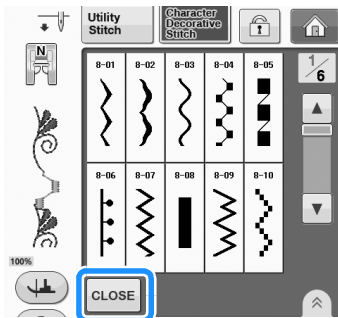 Utility
Stitch
Character
Decorative
Stitch
N
8-01 8-02 8-03 8-04 8-05
1/6
8-06 8-07 8-08 8-09 8-10
100%
CLOSE